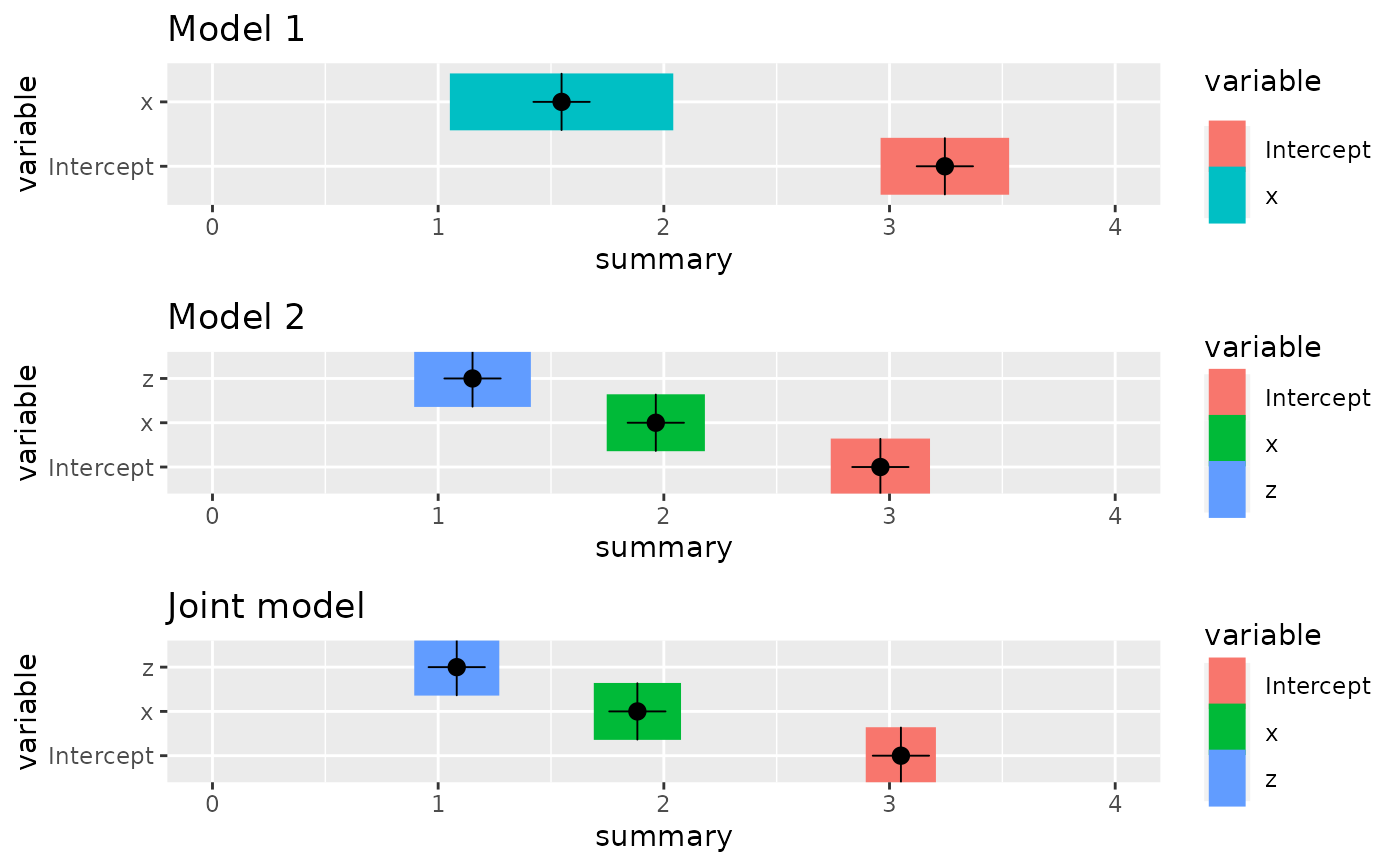 Model 1
variable
x
Intercept
0 1 2 3 4
summary
variable
Intercept
x
Model 2
variable
z
x
Intercept
0 1 2 3 4
summary
variable
Intercept
x
z
Joint model
variable
z
x
Intercept
0 1 2 3 4
summary
variable
Intercept
x
z